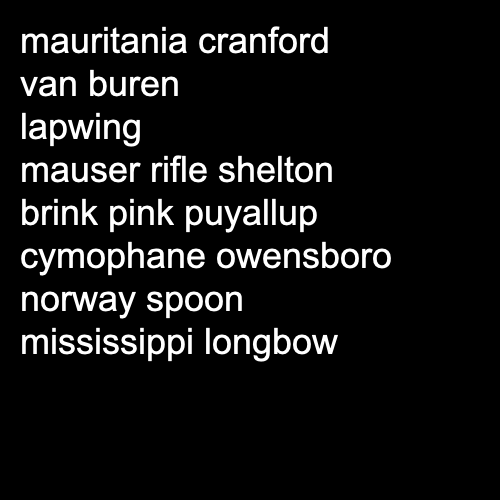 mauritania cranford
van buren
lapwing
mauser rifle shelton
brink pink puyallup
cymophane owensboro
norway spoon
mississippi longbow